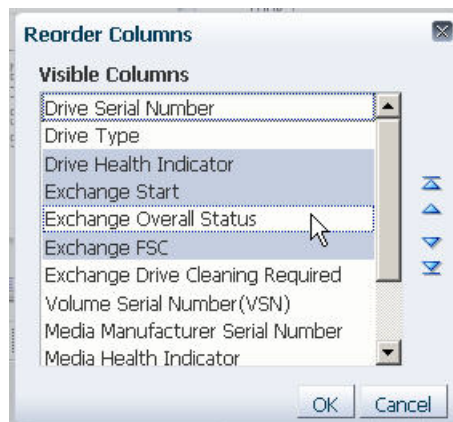 Reorder Columns
Visible Columns
Drive Serial Number
Drive Type
Drive Health Indicator
Exchange Start
Exchange Overall Status
Exchange FSC
Exchange Drive Cleaning Required
Volume Serial Number(VSN)
Media Manufacturer Serial Number
Media Health Indicator
OK Cancel